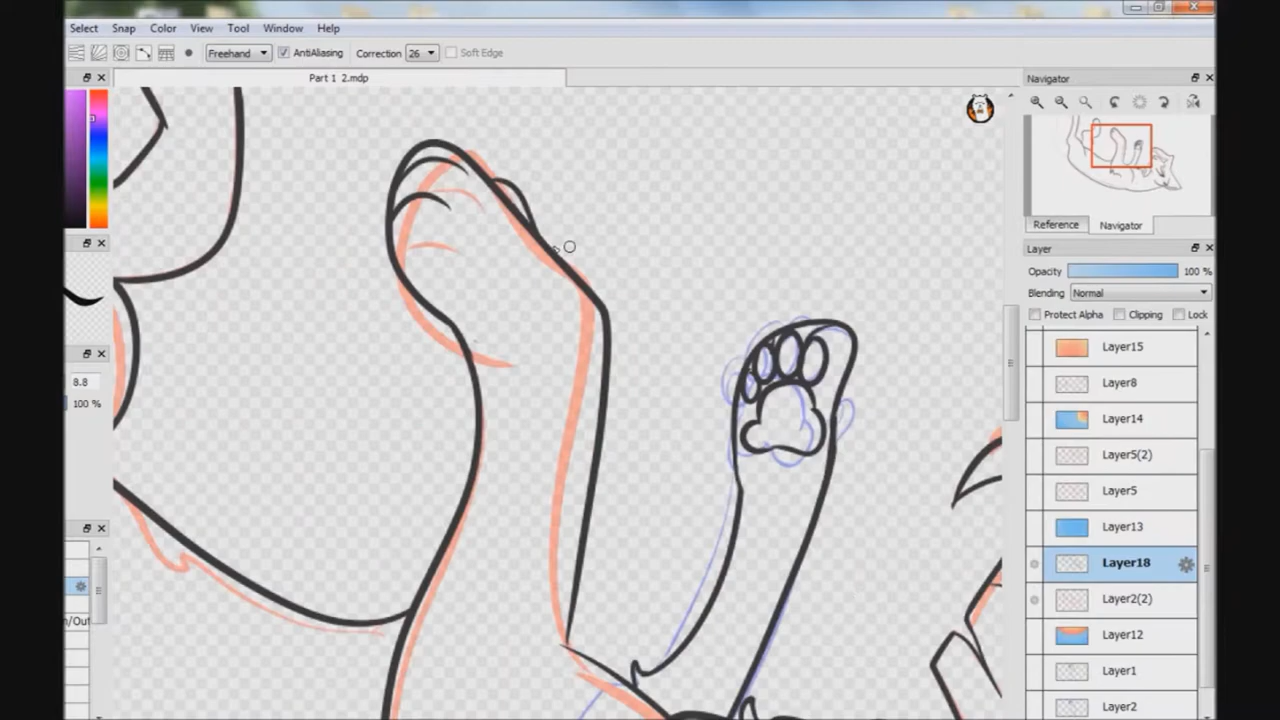 Select Snap Color View Tool Window Help
Freehand AntiAliasing Correction 26 Soft Edge
Part 1 2.mdp
Navigator
Reference Navigator
Layer
Opacity 100 %
Blending Normal
Protect Alpha Clipping Lock
Layer15
Layer8
8.8
100 %
Layer14
Layer5(2)
Layer5
Layer13
Layer18
Layer2(2)
m/Out
Layer12
Layer1
Layer2